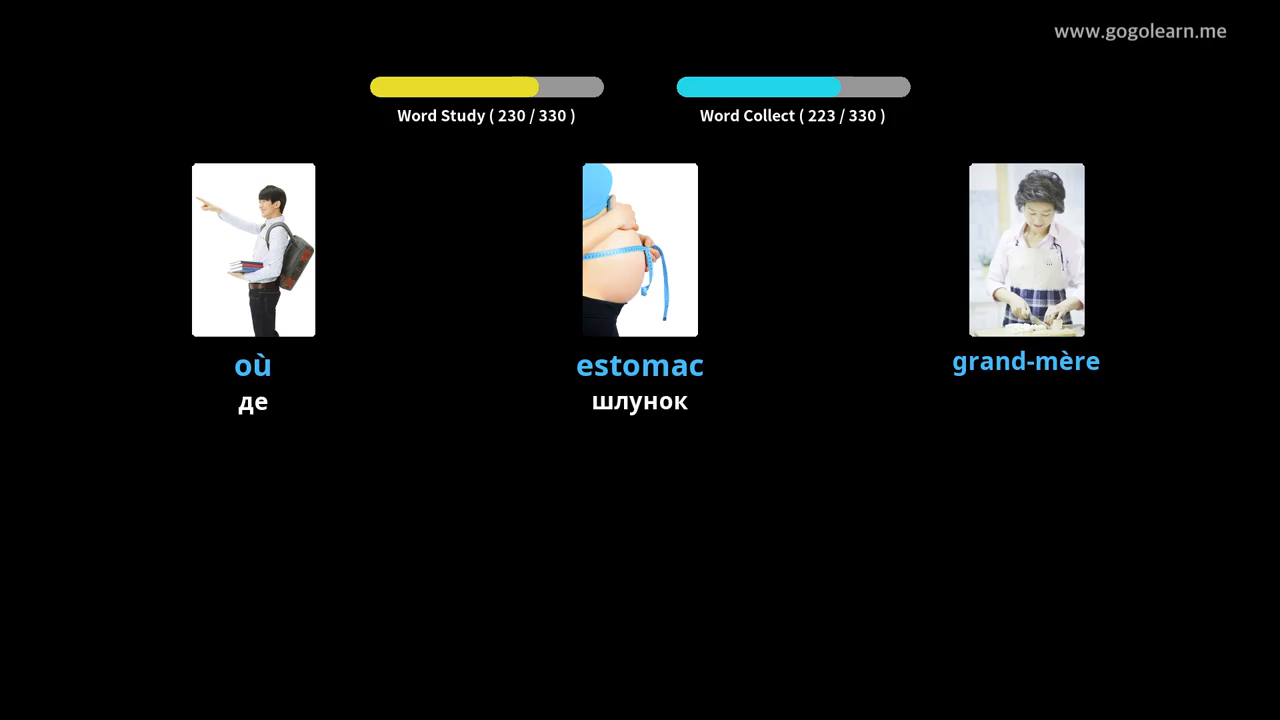 www.gogolearn.me
Word Study ( 230 / 330 )
Word Collect ( 223 / 330 )
où
де
estomac
шлунок
grand-mère